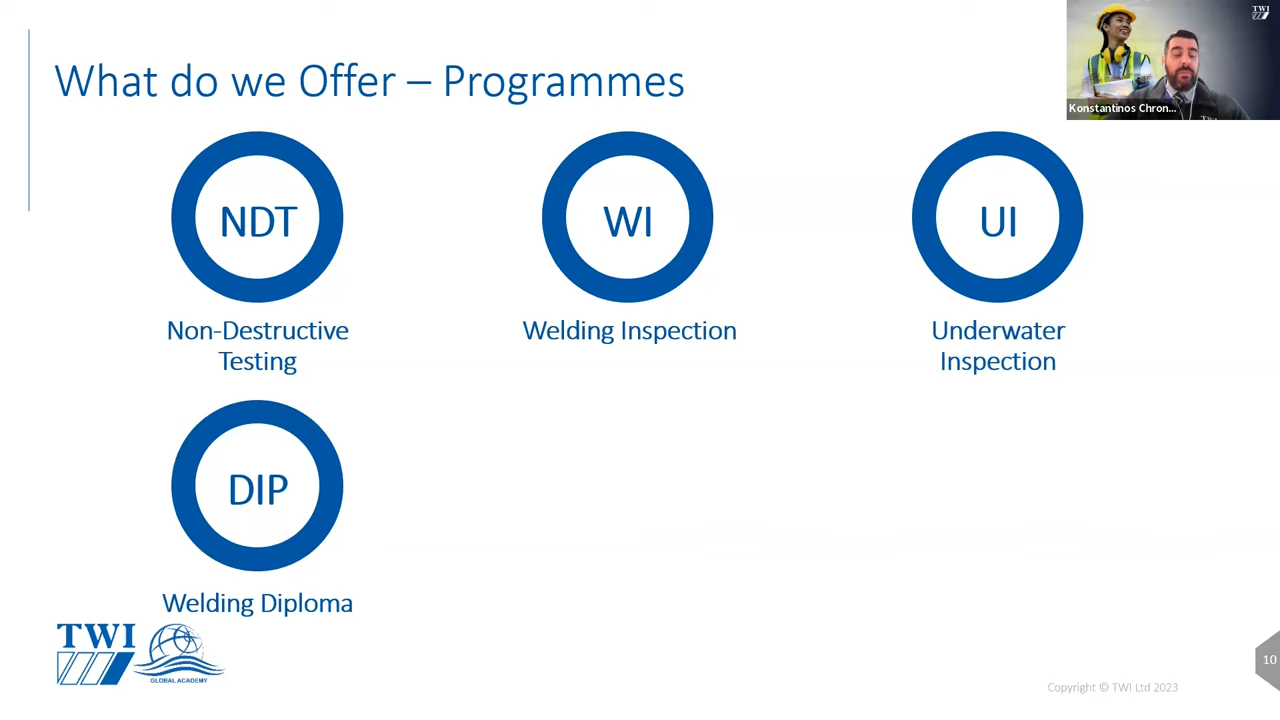 What do we Offer – Programmes
TWI
Konstantinos Chron...
NDT
WI
UI
Non-Destructive
Testing
Welding Inspection
Underwater
Inspection
DIP
Welding Diploma
TWI
GLOBAL ACADEMY
Copyright © TWI Ltd 2023
10